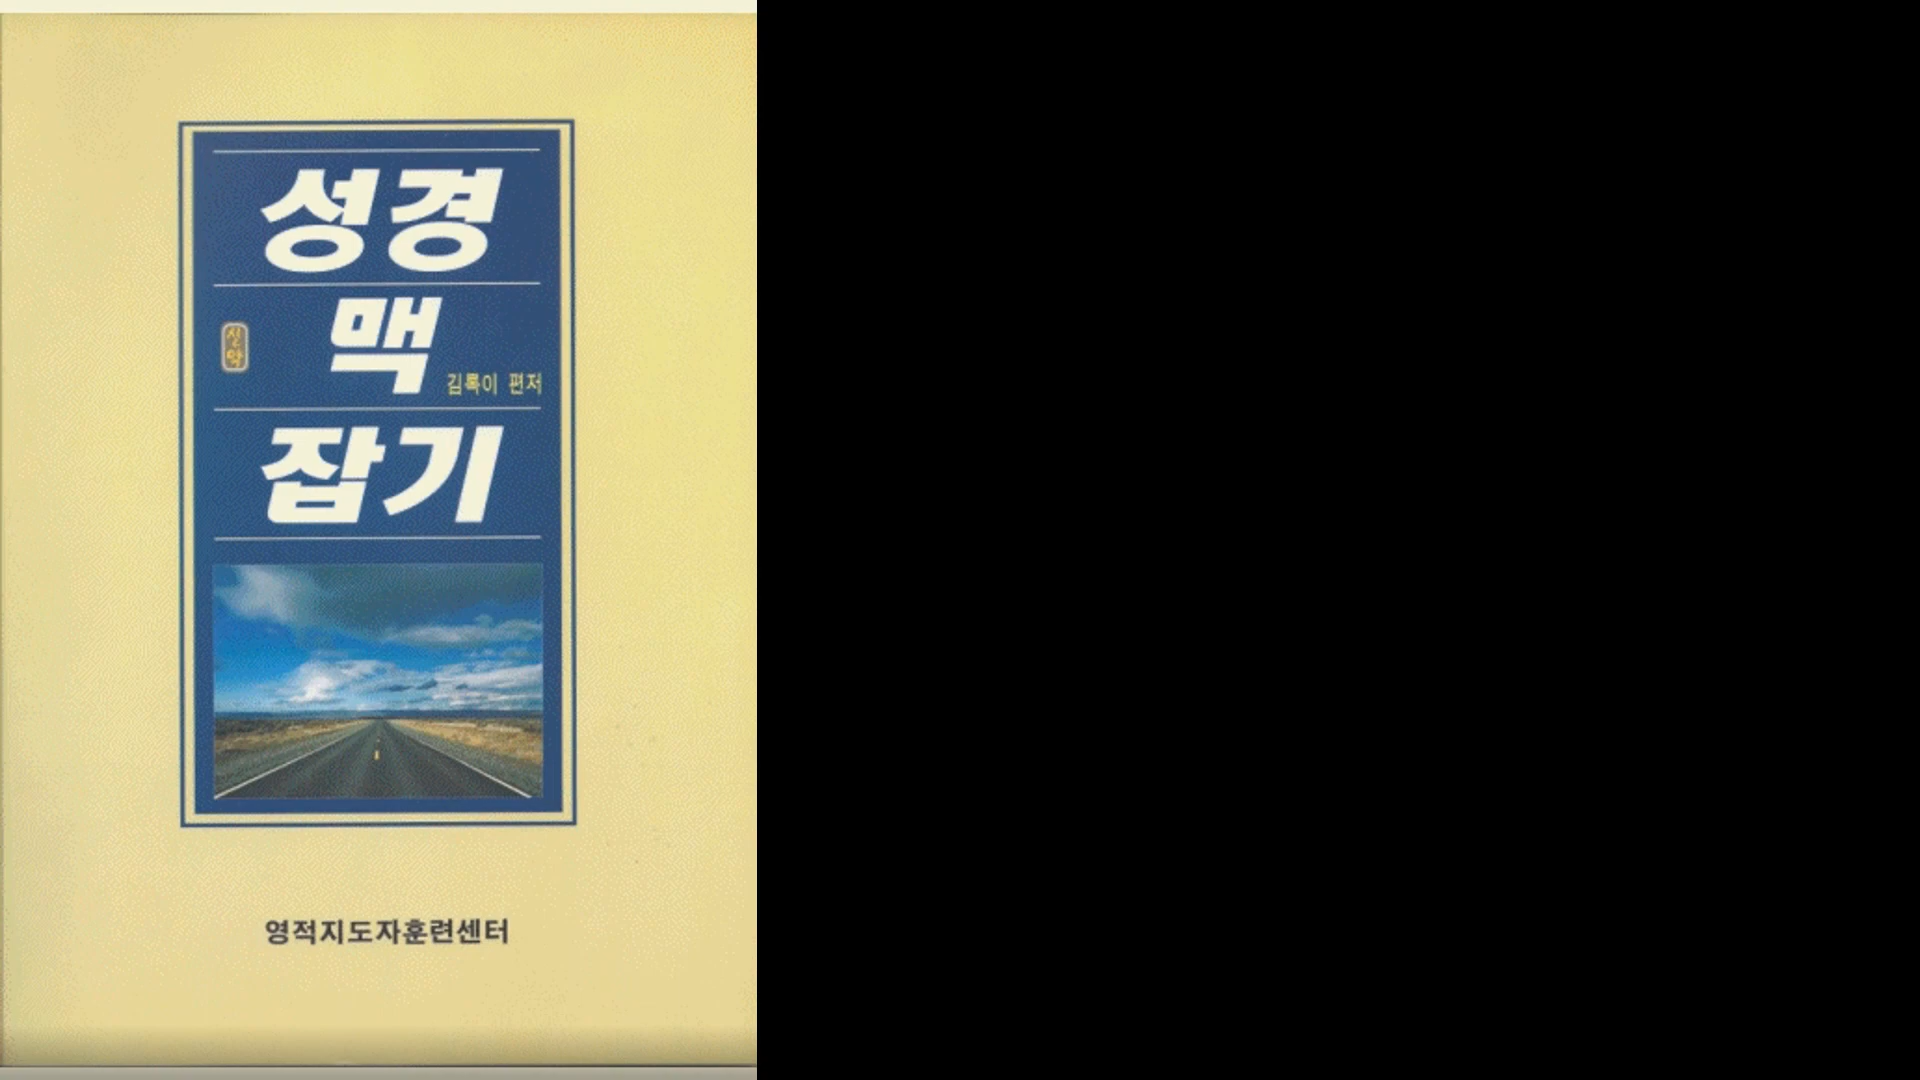 성경
신약
맥
김록이 편저
잡기
영적지도자훈련센터